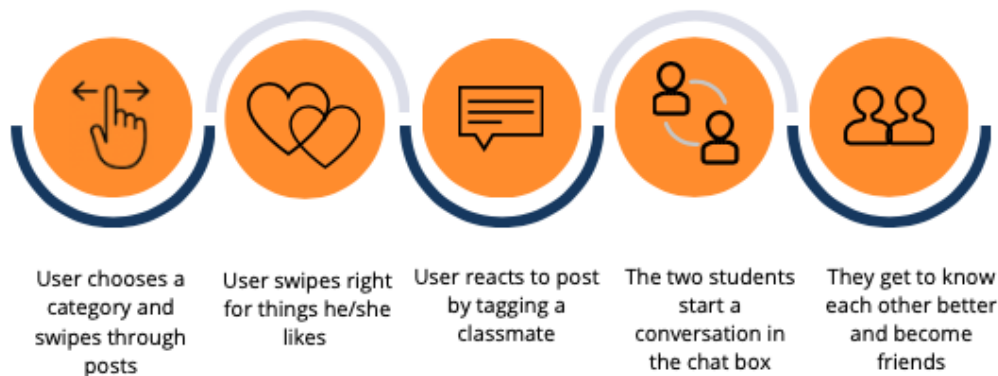 User chooses a
category and
swipes through
posts
User swipes right
for things he/she
likes
User reacts to post
by tagging a
classmate
The two students
start a
conversation in
the chat box
They get to know
each other better
and become
friends